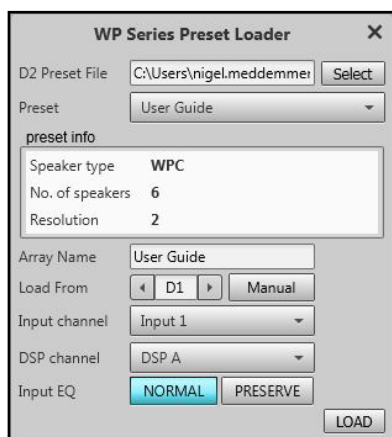 WP Series Preset Loader
D2 Preset File C:\Users\nigel.meddemmer Select
Preset User Guide
preset info
Speaker type WPC
No. of speakers 6
Resolution 2
Array Name User Guide
Load From D1 Manual
Input channel Input 1
DSP channel DSP A
Input EQ NORMAL PRESERVE
LOAD